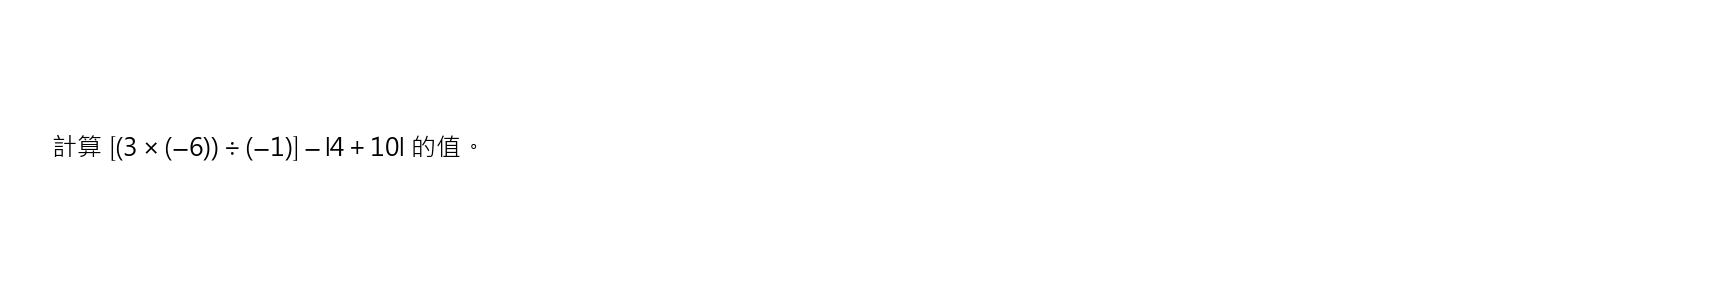 計算 [(3 × (–6)) ÷ (–1)] – |4 + 10| 的值。